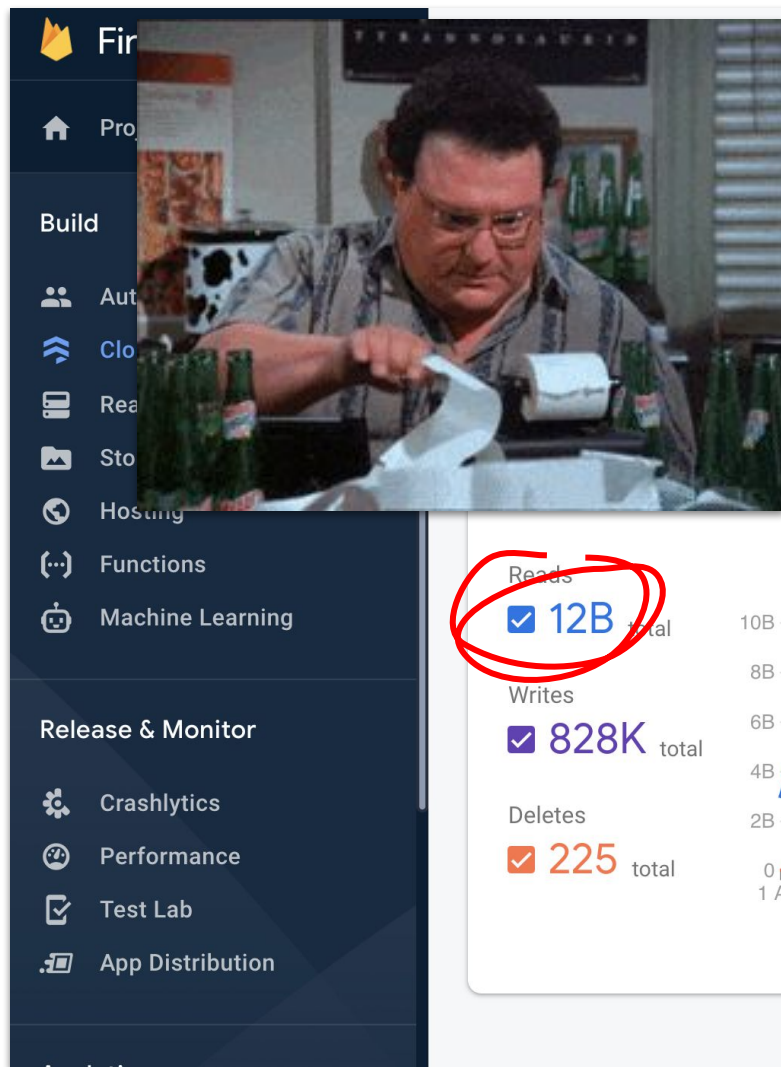 Fir
TYRANNOSAURID
Pro
Build
Aut
Clo
Rea
Sto
Hosting
Functions
Machine Learning
Release & Monitor
Crashlytics
Performance
Test Lab
App Distribution
Reads
12B total
Writes
828K total
Deletes
225 total
10B
8B
6B
4B
2B
0
1 A